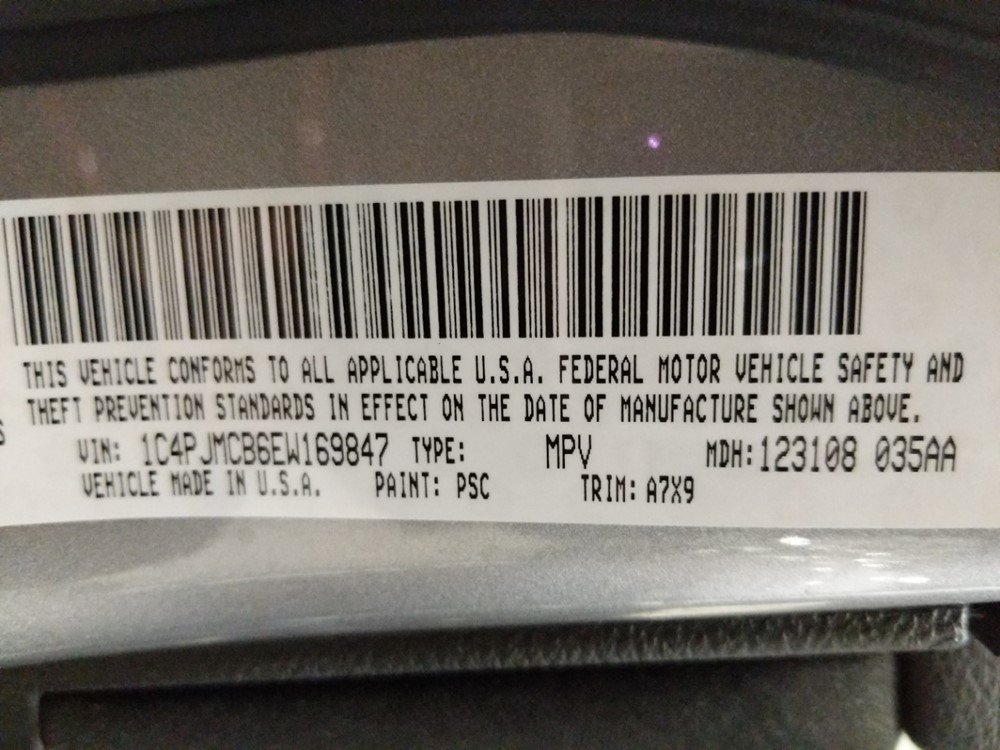 THIS VEHICLE CONFORMS TO ALL APPLICABLE U.S.A. FEDERAL MOTOR VEHICLE SAFETY AND
THEFT PREVENTION STANDARDS IN EFFECT ON THE DATE OF MANUFACTURE SHOWN ABOVE.
S
VIN: 1C4PJMCB6EW169847 TYPE: MPV MDH: 123108 035AA
VEHICLE MADE IN U.S.A. PAINT: PSC TRIM: A7X9